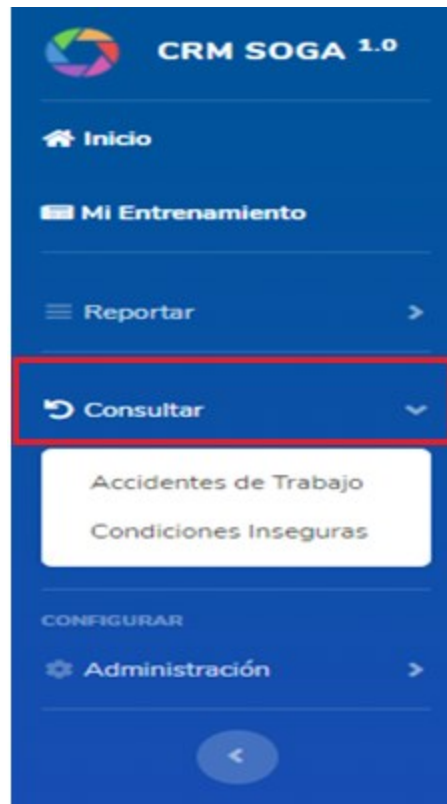 CRM SOGA 1.0
Inicio
Mi Entrenamiento
Reportar
Consultar
Accidentes de Trabajo
Condiciones Inseguras
CONFIGURAR
Administración